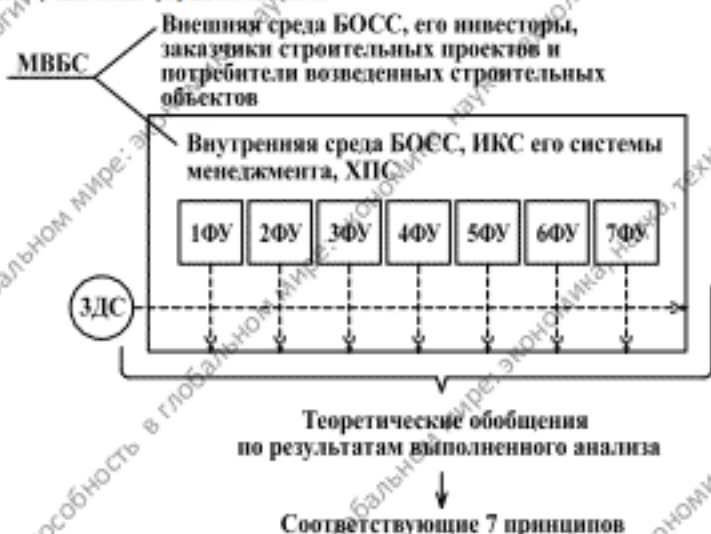 Внешняя среда БОСС, его инвесторы,
заказчики строительных проектов и
МВБС
потребители возведенных строительных
объектов
Внутренняя среда БОСС, ИКС его системы
менеджмента, ХПС
1ФУ 2ФУ 3ФУ 4ФУ 5ФУ 6ФУ 7ФУ
ЗДС
Теоретические обобщения
по результатам выполненного анализа
Соответствующие 7 принципов